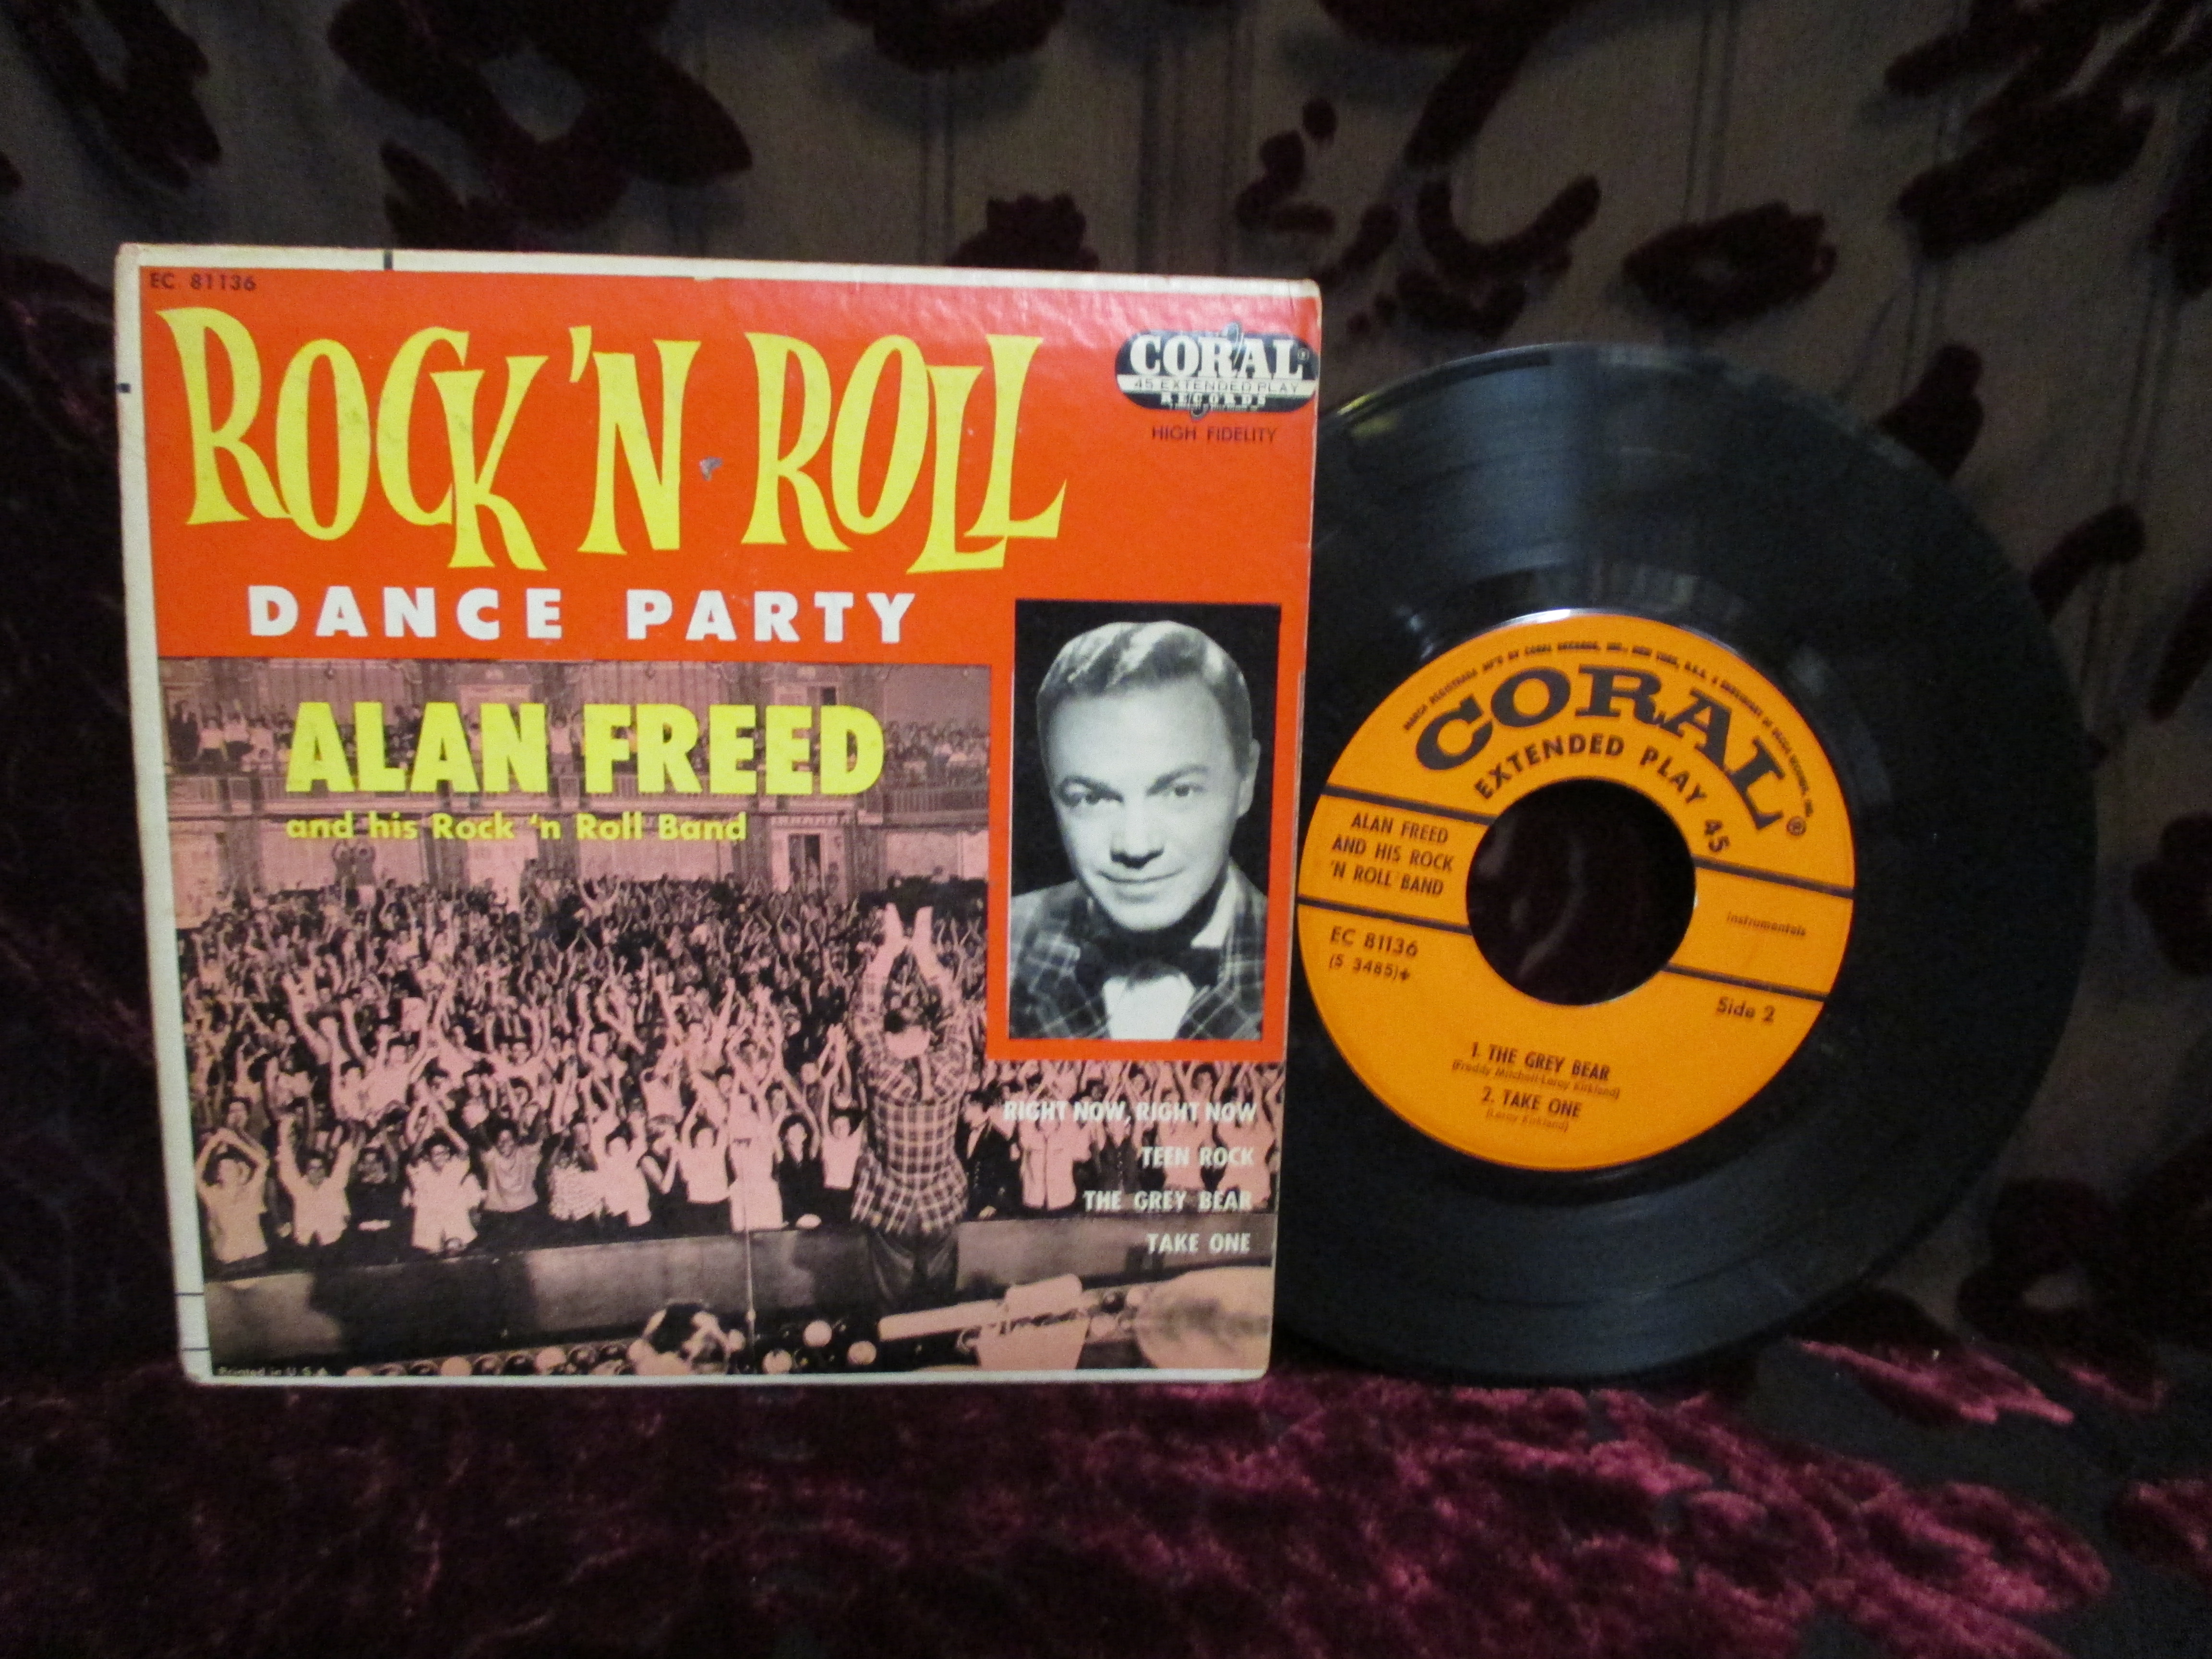 EC 81136
ROCK 'N ROLL
DANCE PARTY
CORAL
45 EXTENDED PLAY
RECORDS
HIGH FIDELITY
ALAN FREED
and his Rock 'n Roll Band
RIGHT NOW, RIGHT NOW
TEEN ROCK
THE GREY BEAR
TAKE ONE
Printed in U.S.A.
CORAL®
EXTENDED PLAY 45
ALAN FREED
AND HIS ROCK
'N ROLL BAND
instrumentals
EC 81136
(S 3485)
Side 2
1. THE GREY BEAR
(Freddy Mitchell-Leroy Kirkland)
2. TAKE ONE
(Leroy Kirkland)